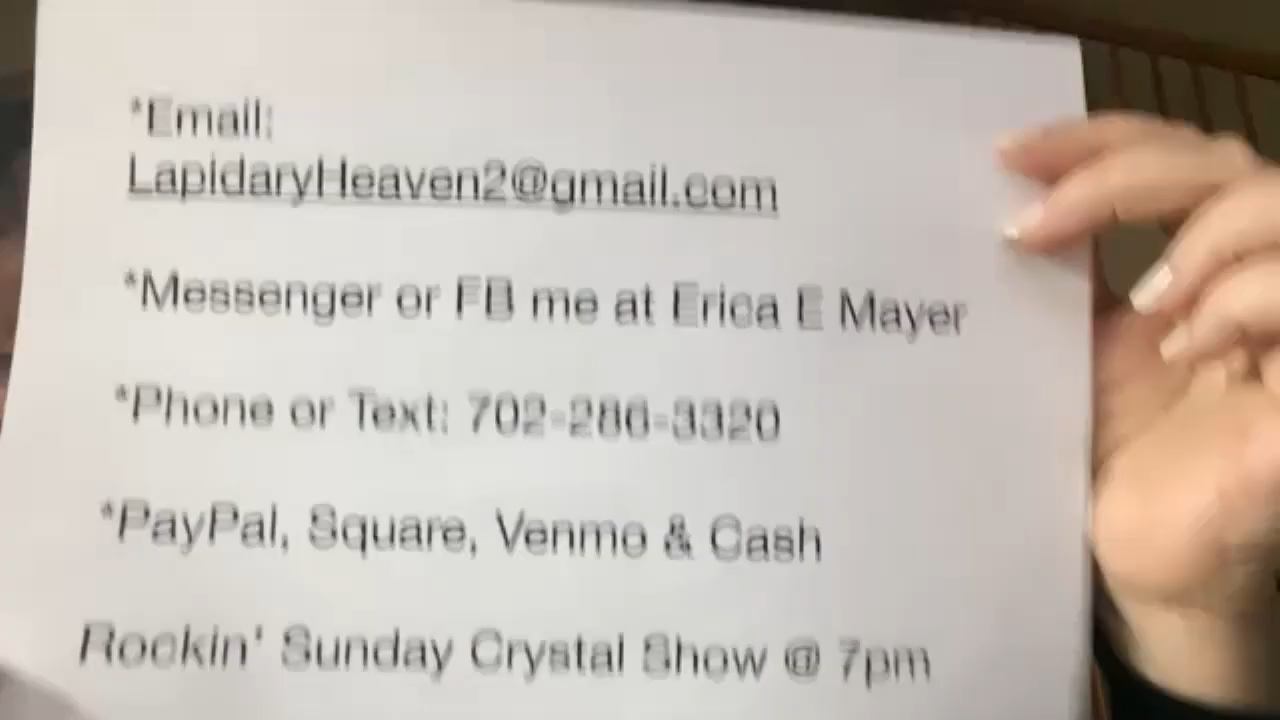 *Email:
LapidaryHeaven2@gmail.com
*Messenger or FB me at Erica E Mayer
*Phone or Text: 702-286-3320
*PayPal, Square, Venmo & Cash
Rockin' Sunday Crystal Show @ 7pm